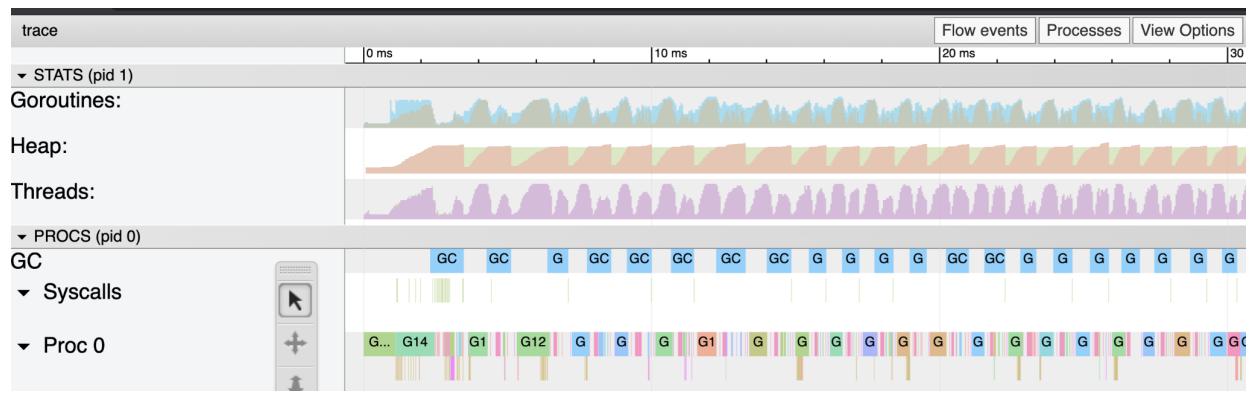 trace Flow events Processes View Options
0 ms 10 ms 20 ms 30
STATS (pid 1)
Goroutines:
Heap:
Threads:
PROCS (pid 0)
GC GC GC G GC GC GC GC GC G G G G GC GC G G G G G G G
Syscalls
Proc 0 G... G14 G1 G12 G G G G1 G G G G G G G G G G G G G G G G